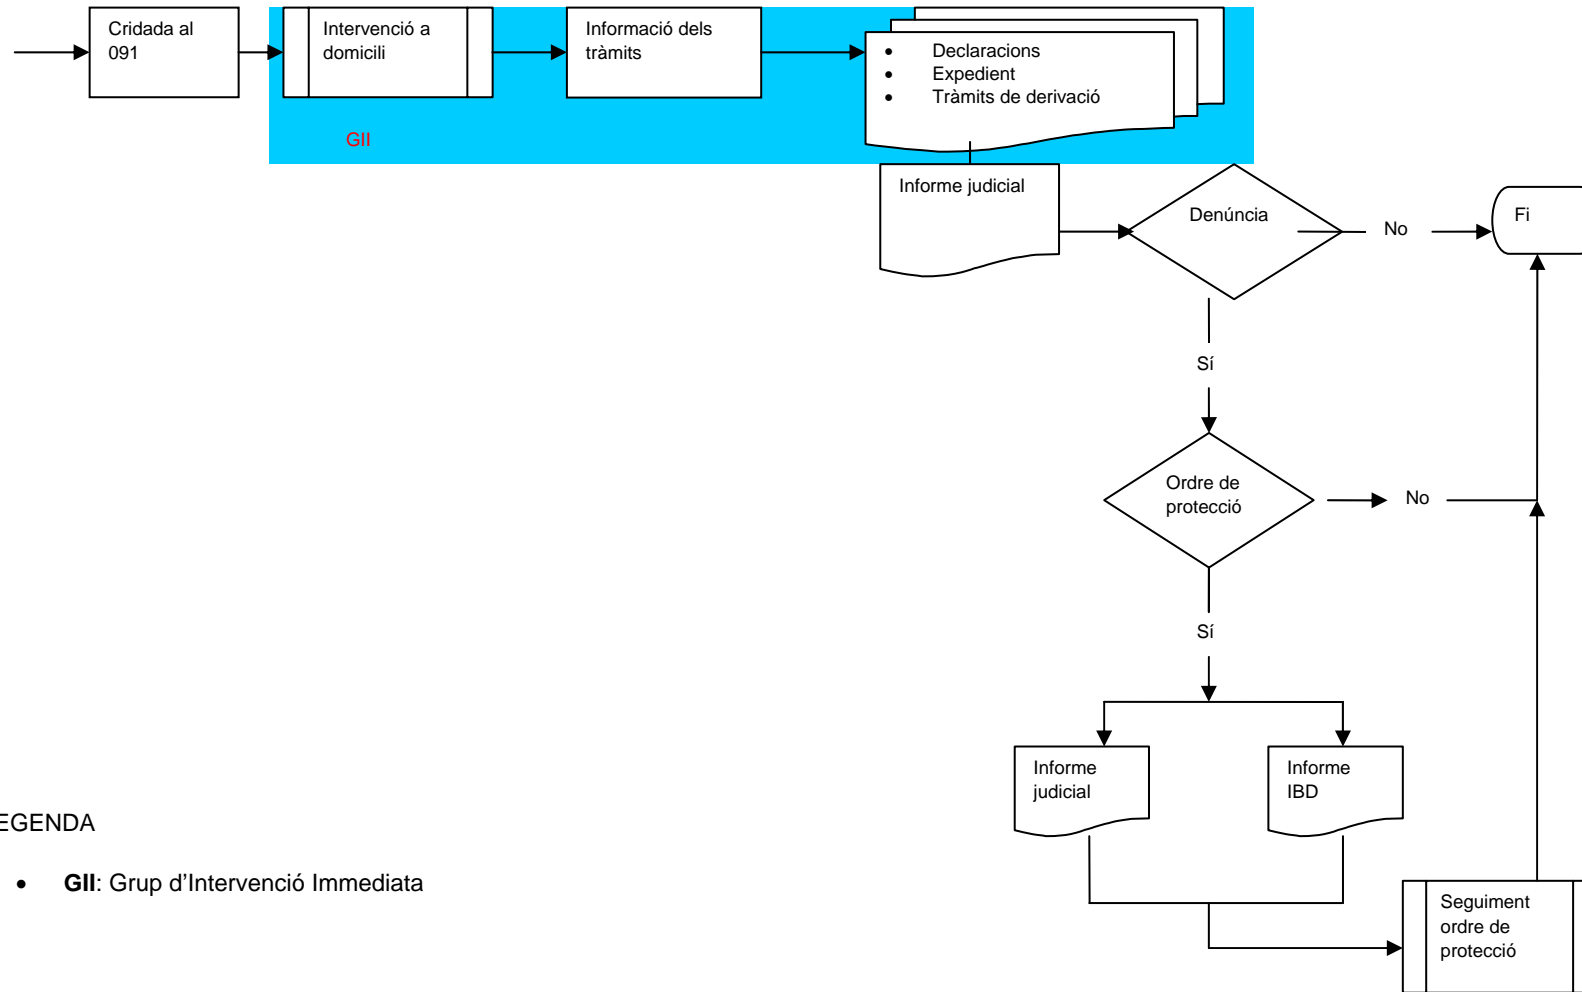 Cridada al
091
Intervenció a
domicili
Informació dels
tràmits
• Declaracions
• Expedient
• Tràmits de derivació
GII
Informe judicial
Denúncia
No
Fi
Sí
Ordre de
protecció
No
Sí
Informe
judicial
Informe
IBD
EGENDA
• GII: Grup d’Intervenció Immediata
Seguiment
ordre de
protecció